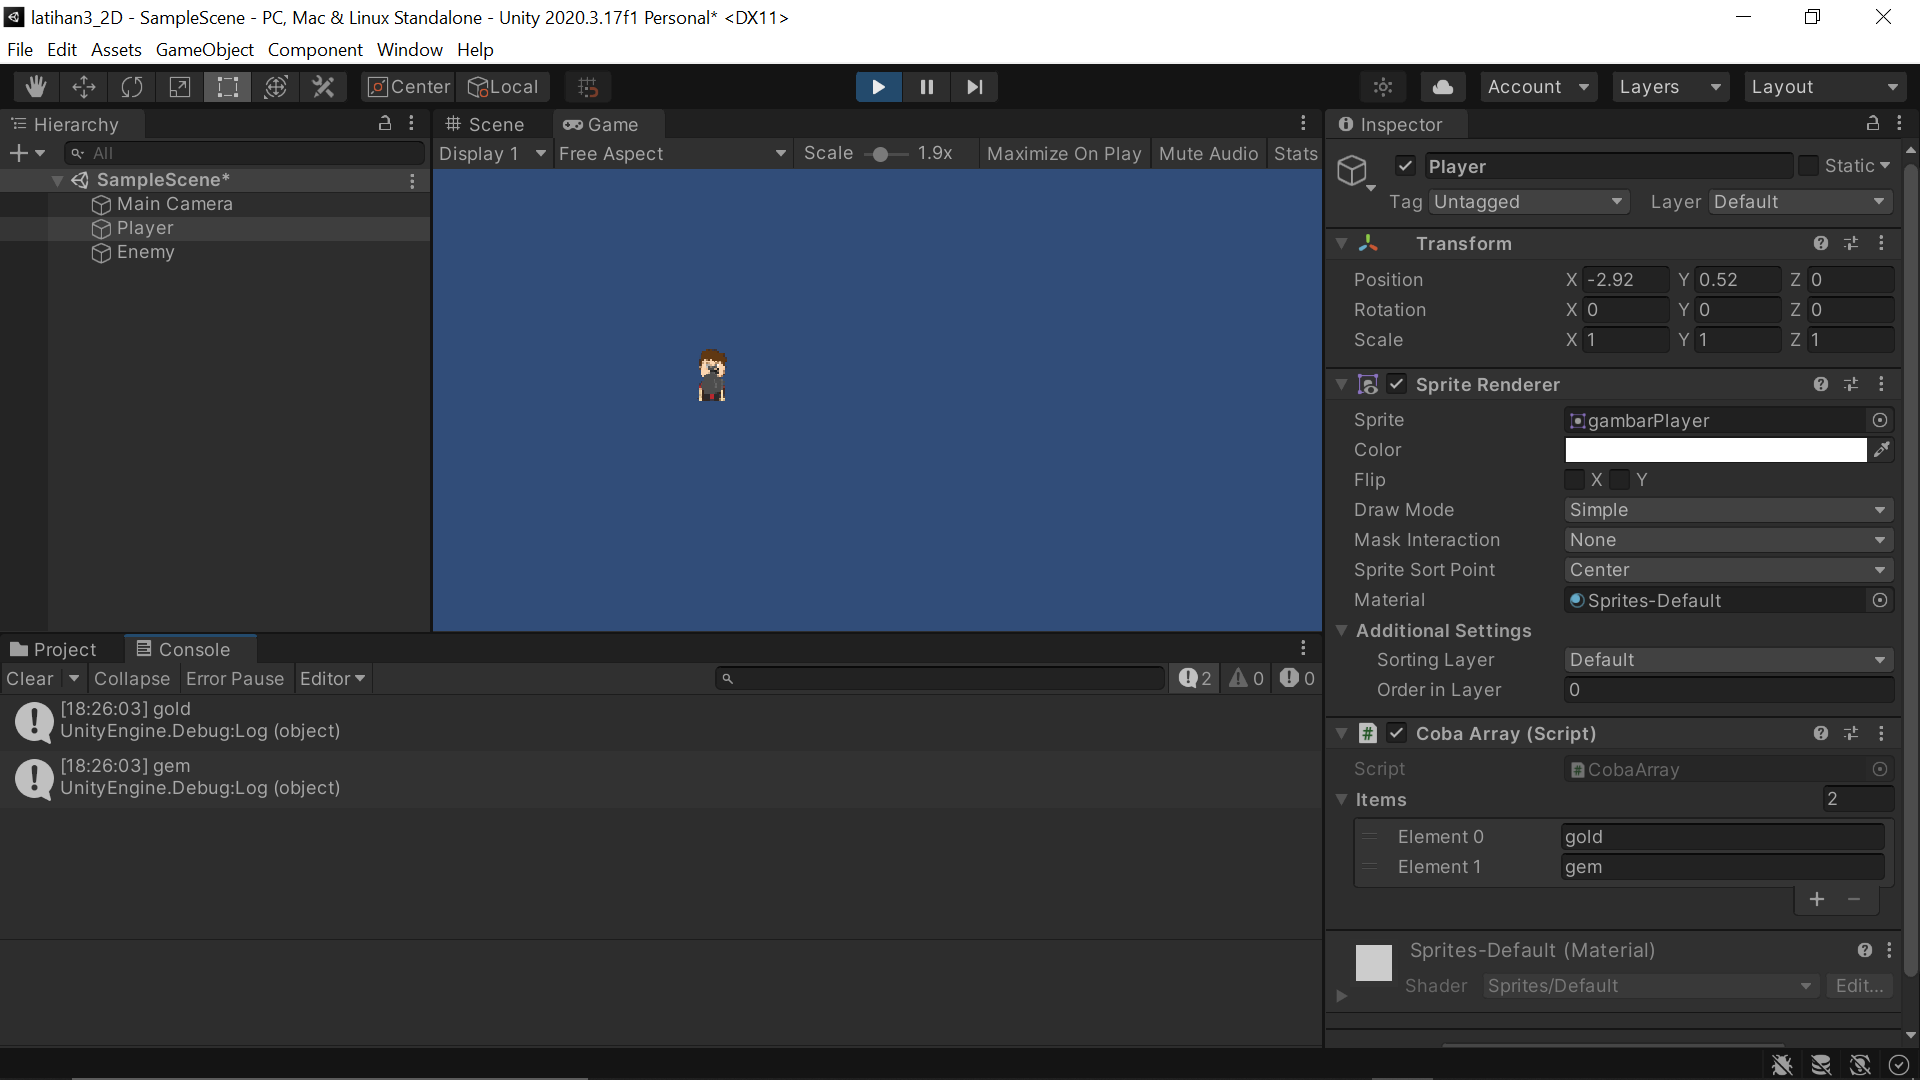 latihan3_2D - SampleScene - PC, Mac & Linux Standalone - Unity 2020.3.17f1 Personal* <DX11>
File Edit Assets GameObject Component Window Help
Center Local Account Layers Layout
Hierarchy
All
SampleScene*
Main Camera
Player
Enemy
Scene Game
Display 1 Free Aspect Scale 1.9x Maximize On Play Mute Audio Stats
Project Console
Clear Collapse Error Pause Editor 2 0 0
[18:26:03] gold
UnityEngine.Debug:Log (object)
[18:26:03] gem
UnityEngine.Debug:Log (object)
Inspector
Player Static
Tag Untagged Layer Default
Transform
Position X -2.92 Y 0.52 Z 0
Rotation X 0 Y 0 Z 0
Scale X 1 Y 1 Z 1
Sprite Renderer
Sprite gambarPlayer
Color
Flip X Y
Draw Mode Simple
Mask Interaction None
Sprite Sort Point Center
Material Sprites-Default
Additional Settings
Sorting Layer Default
Order in Layer 0
# Coba Array (Script)
Script # CobaArray
Items 2
Element 0 gold
Element 1 gem
Sprites-Default (Material)
Shader Sprites/Default Edit...